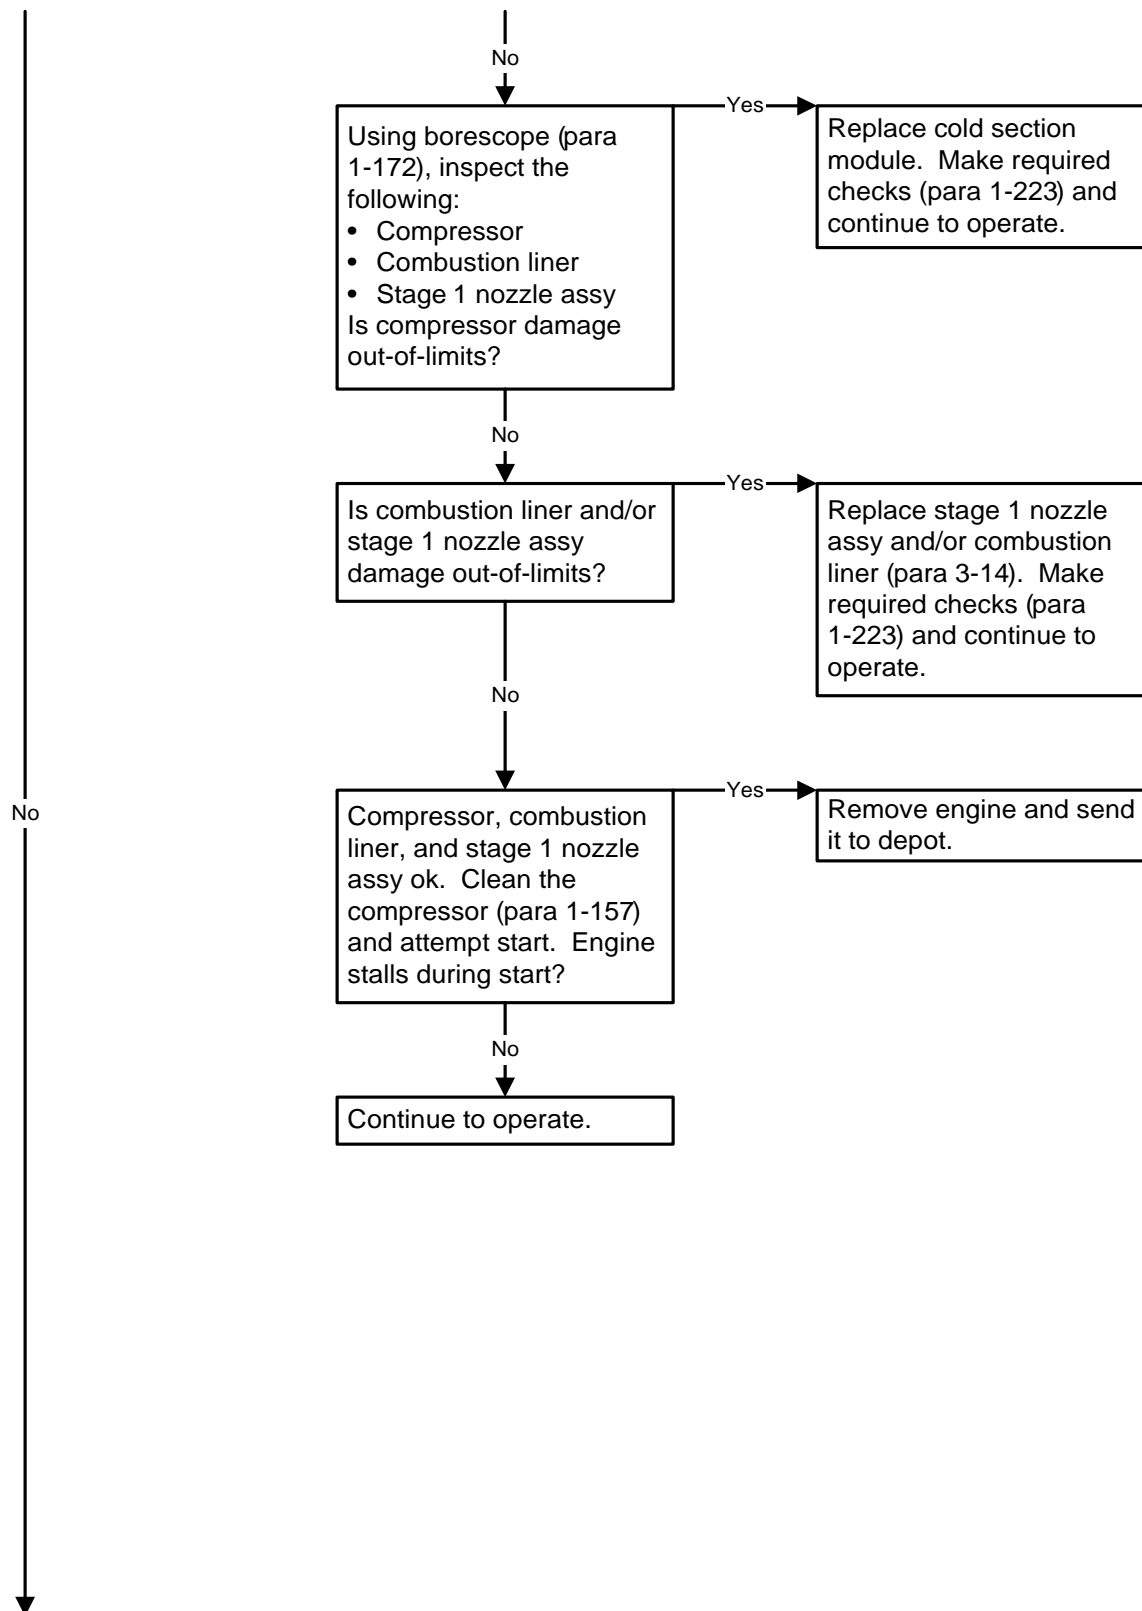 No
Using borescope (para
1-172), inspect the
following:
• Compressor
• Combustion liner
• Stage 1 nozzle assy
Is compressor damage
out-of-limits?
Yes
Replace cold section
module. Make required
checks (para 1-223) and
continue to operate.
No
Is combustion liner and/or
stage 1 nozzle assy
damage out-of-limits?
Yes
Replace stage 1 nozzle
assy and/or combustion
liner (para 3-14). Make
required checks (para
1-223) and continue to
operate.
No
Compressor, combustion
liner, and stage 1 nozzle
assy ok. Clean the
compressor (para 1-157)
and attempt start. Engine
stalls during start?
Yes
Remove engine and send
it to depot.
No
Continue to operate.
No